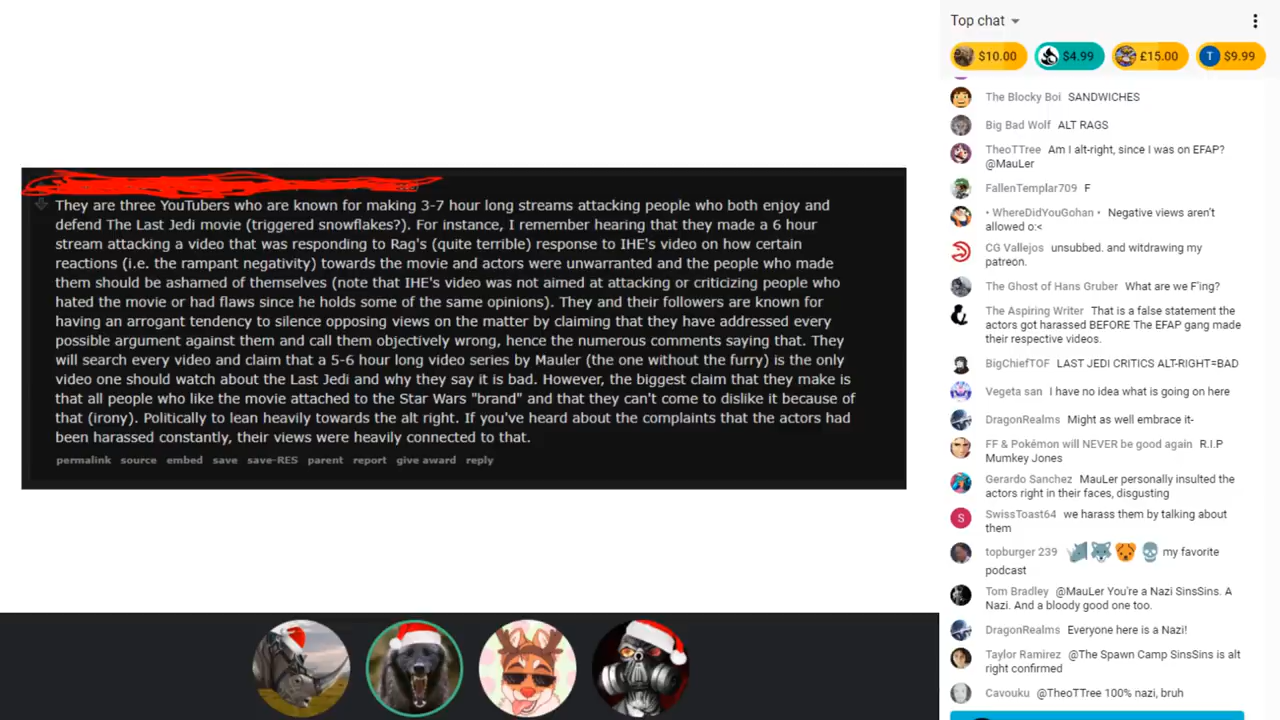 They are three YouTubers who are known for making 3-7 hour long streams attacking people who both enjoy and
defend The Last Jedi movie (triggered snowflakes?). For instance, I remember hearing that they made a 6 hour
stream attacking a video that was responding to Rag's (quite terrible) response to IHE's video on how certain
reactions (i.e. the rampant negativity) towards the movie and actors were unwarranted and the people who made
them should be ashamed of themselves (note that IHE's video was not aimed at attacking or criticizing people who
hated the movie or had flaws since he holds some of the same opinions). They and their followers are known for
having an arrogant tendency to silence opposing views on the matter by claiming that they have addressed every
possible argument against them and call them objectively wrong, hence the numerous comments saying that. They
will search every video and claim that a 5-6 hour long video series by Mauler (the one without the furry) is the only
video one should watch about the Last Jedi and why they say it is bad. However, the biggest claim that they make is
that all people who like the movie attached to the Star Wars "brand" and that they can't come to dislike it because of
that (irony). Politically to lean heavily towards the alt right. If you've heard about the complaints that the actors had
been harassed constantly, their views were heavily connected to that.
permalink source embed save save-RES parent report give award reply
Top chat
$10.00 $4.99 £15.00 T $9.99
The Blocky Boi SANDWICHES
Big Bad Wolf ALT RAGS
TheoTTree Am I alt-right, since I was on EFAP?
@MauLer
FallenTemplar709 F
• WhereDidYouGohan • Negative views aren't
allowed o:<
CG Vallejos unsubbed. and witdrawing my
patreon.
The Ghost of Hans Gruber What are we F'ing?
The Aspiring Writer That is a false statement the
actors got harassed BEFORE The EFAP gang made
their respective videos.
BigChiefTOF LAST JEDI CRITICS ALT-RIGHT=BAD
Vegeta san I have no idea what is going on here
DragonRealms Might as well embrace it-
FF & Pokémon will NEVER be good again R.I.P
Mumkey Jones
Gerardo Sanchez MauLer personally insulted the
actors right in their faces, disgusting
S SwissToast64 we harass them by talking about
them
topburger 239 🦏🐺🐶💀 my favorite
podcast
Tom Bradley @MauLer You're a Nazi SinsSins. A
Nazi. And a bloody good one too.
DragonRealms Everyone here is a Nazi!
Taylor Ramirez @The Spawn Camp SinsSins is alt
right confirmed
Cavouku @TheoTTree 100% nazi, bruh